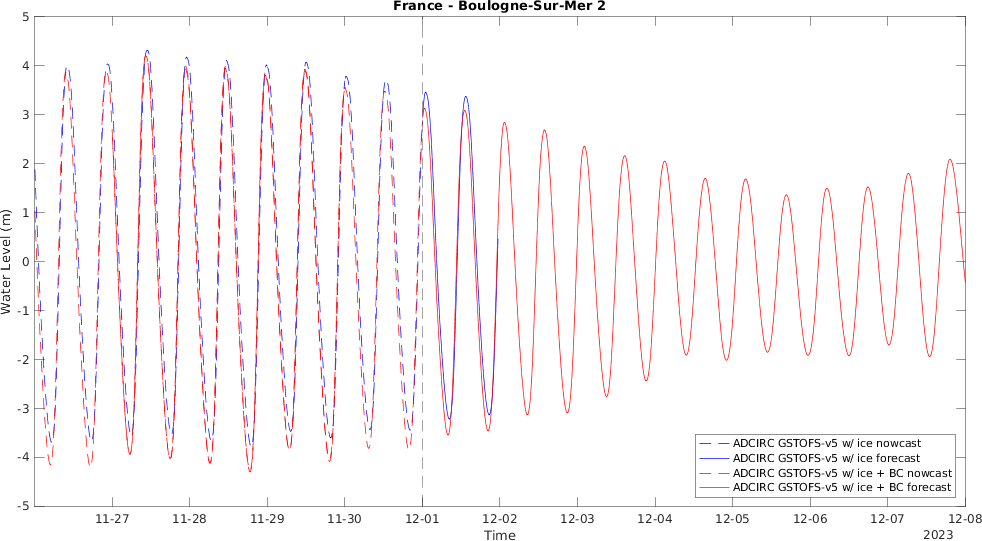 France - Boulogne-Sur-Mer 2
Water Level (m)
5
4
3
2
1
0
-1
-2
-3
-4
-5
ADCIRC GSTOFS-v5 w/ ice nowcast
ADCIRC GSTOFS-v5 w/ ice forecast
ADCIRC GSTOFS-v5 w/ ice + BC nowcast
ADCIRC GSTOFS-v5 w/ ice + BC forecast
11-27 11-28 11-29 11-30 12-01 12-02 12-03 12-04 12-05 12-06 12-07 12-08
Time
2023